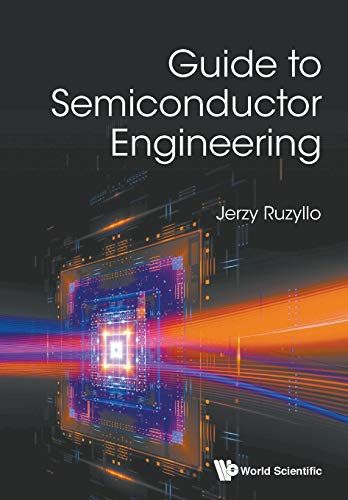 Guide to
Semiconductor
Engineering
Jerzy Ruzyllo
World Scientific